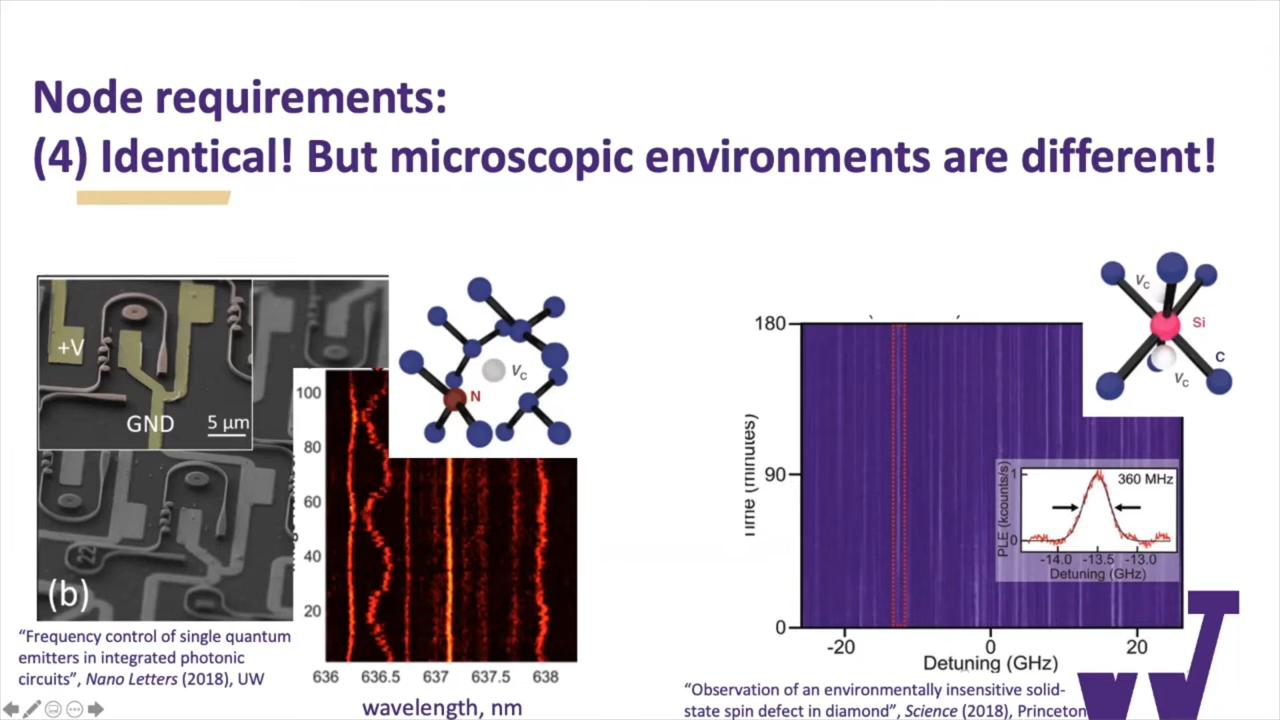 Node requirements:
(4) Identical! But microscopic environments are different!
+V
GND
5 µm
22
(b)
N
VC
100
80
60
40
20
636
636.5
637
637.5
638
wavelength, nm
“Frequency control of single quantum
emitters in integrated photonic
circuits”, Nano Letters (2018), UW
VC
Si
C
VC
180
90
0
Time (minutes)
-20
0
20
Detuning (GHz)
PLE (kcounts/s)
1
0
360 MHz
-14.0
-13.5
-13.0
Detuning (GHz)
“Observation of an environmentally insensitive solid-
state spin defect in diamond”, Science (2018), Princeton
W